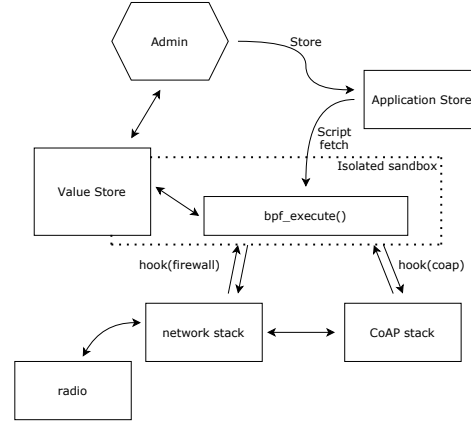 Admin
Store
Application Store
Script
fetch
Isolated sandbox
Value Store
bpf_execute()
hook(firewall)
hook(coap)
network stack
CoAP stack
radio